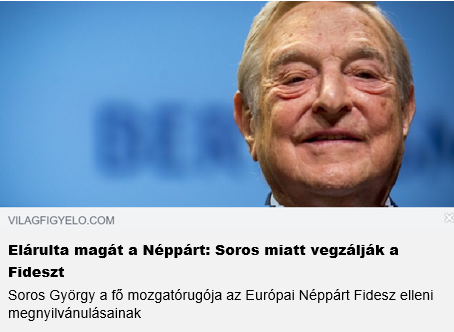 BER
VILAGFIGYELO.COM
Elárulta magát a Néppárt: Soros miatt vegzálják a
Fideszt
Soros György a fő mozgatórugója az Európai Néppárt Fidesz elleni
megnyilvánulásainak